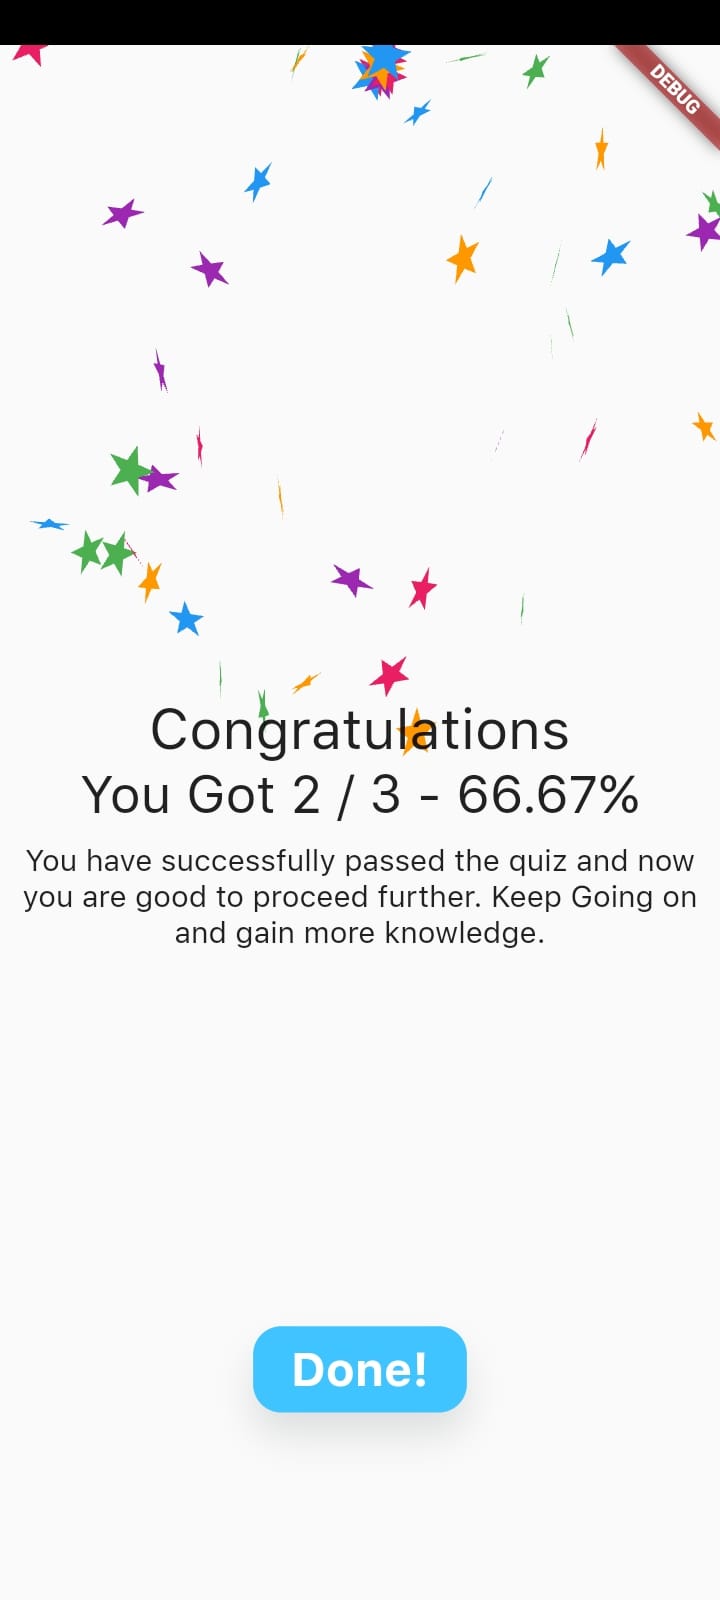 DEBUG
Congratulations
You Got 2 / 3 - 66.67%
You have successfully passed the quiz and now
you are good to proceed further. Keep Going on
and gain more knowledge.
Done!